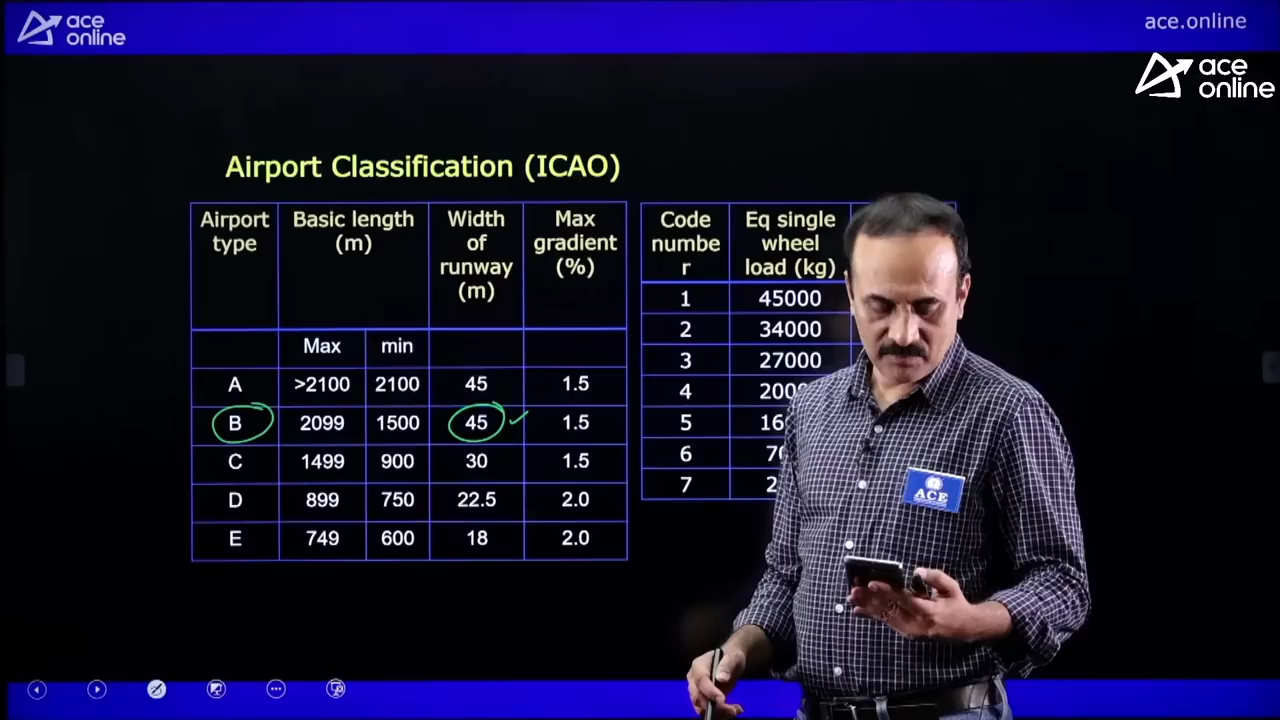 ace
online
ace.online
ace
online
Airport Classification (ICAO)
Airport type Basic length (m) Width of runway (m) Max gradient (%)
Max min
A >2100 2100 45 1.5
B 2099 1500 45 1.5
C 1499 900 30 1.5
D 899 750 22.5 2.0
E 749 600 18 2.0
Code numbe r Eq single wheel load (kg)
1 45000
2 34000
3 27000
4
5
6
7
ACE